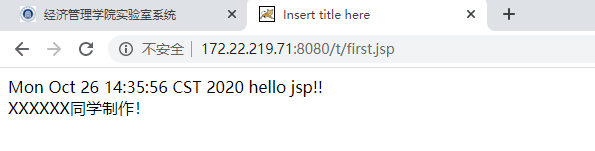 经济管理学院实验室系统
Insert title here
不安全 172.22.219.71:8080/t/first.jsp
Mon Oct 26 14:35:56 CST 2020 hello jsp!!
XXXXXX同学制作！